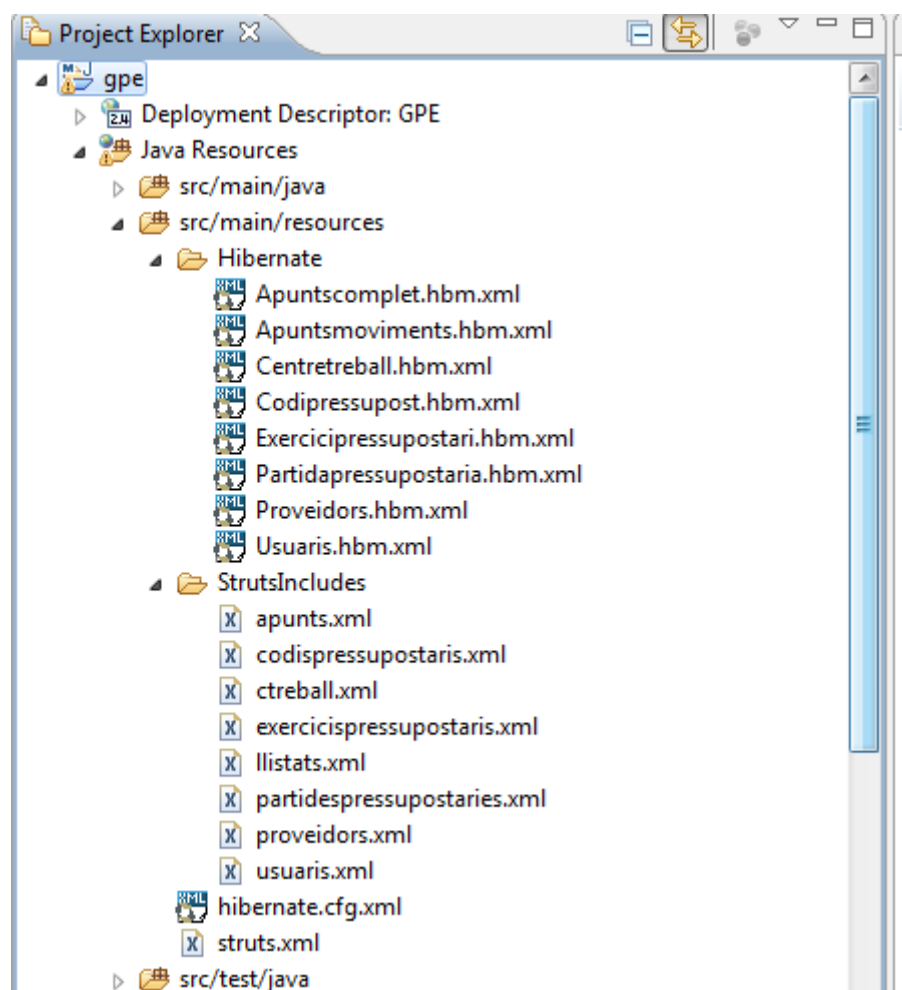 Project Explorer
gpe
Deployment Descriptor: GPE
Java Resources
src/main/java
src/main/resources
Hibernate
Apuntscomplet.hbm.xml
Apuntsmoviments.hbm.xml
Centretreball.hbm.xml
Codipressupost.hbm.xml
Exercicipressupostari.hbm.xml
Partidapressupostaria.hbm.xml
Proveidors.hbm.xml
Usuaris.hbm.xml
StrutsIncludes
apunts.xml
codispressupostaris.xml
ctreball.xml
exercicispressupostaris.xml
llistats.xml
partidespressupostaries.xml
proveidors.xml
usuaris.xml
hibernate.cfg.xml
struts.xml
src/test/java